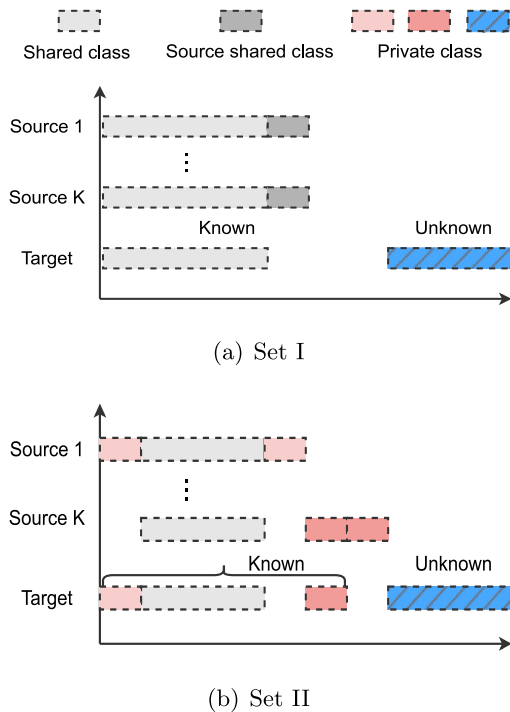 Shared class Source shared class Private class
Source 1
⋮
Source K
Known Unknown
Target
(a) Set I
Source 1
⋮
Source K
Known Unknown
Target
(b) Set II